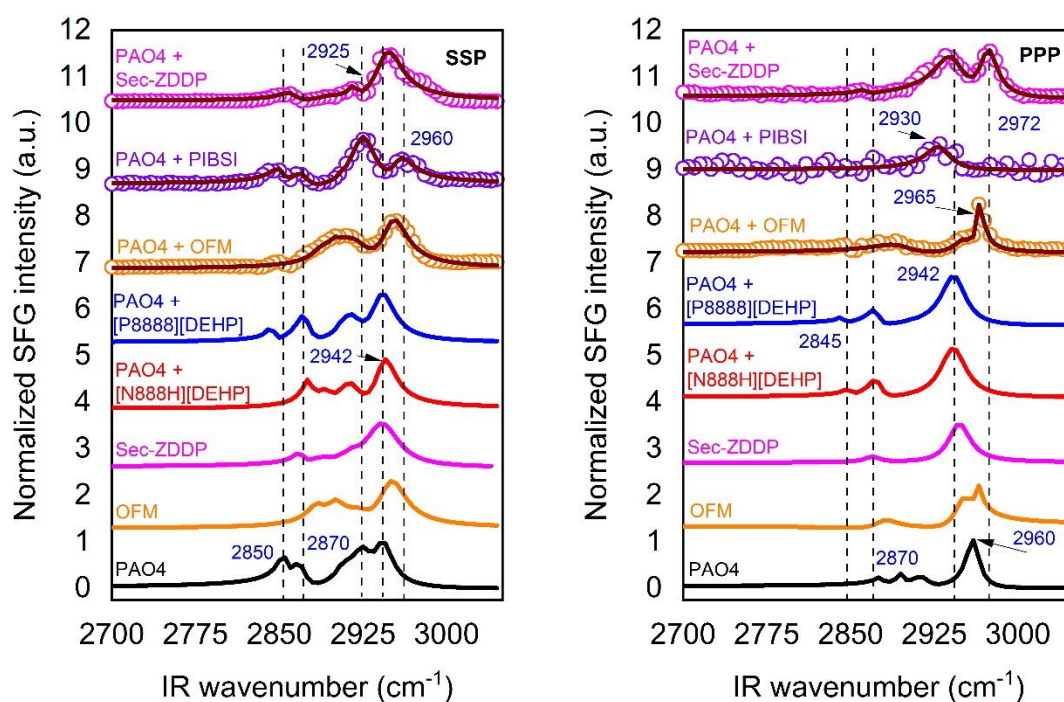 Normalized SFG intensity (a.u.)
12
11
10
9
8
7
6
5
4
3
2
1
0
SSP
PAO4 +
Sec-ZDDP
2925
PAO4 + PIBSI
2960
PAO4 + OFM
PAO4 +
[P8888][DEHP]
2942
PAO4 +
[N888H][DEHP]
Sec-ZDDP
OFM
2850
2870
PAO4
2700 2775 2850 2925 3000
IR wavenumber (cm⁻¹)
Normalized SFG intensity (a.u.)
12
11
10
9
8
7
6
5
4
3
2
1
0
PPP
PAO4 +
Sec-ZDDP
2930
2972
PAO4 + PIBSI
2965
PAO4 + OFM
2942
PAO4 +
[P8888][DEHP]
2845
PAO4 +
[N888H][DEHP]
Sec-ZDDP
OFM
2960
2870
PAO4
2700 2775 2850 2925 3000
IR wavenumber (cm⁻¹)